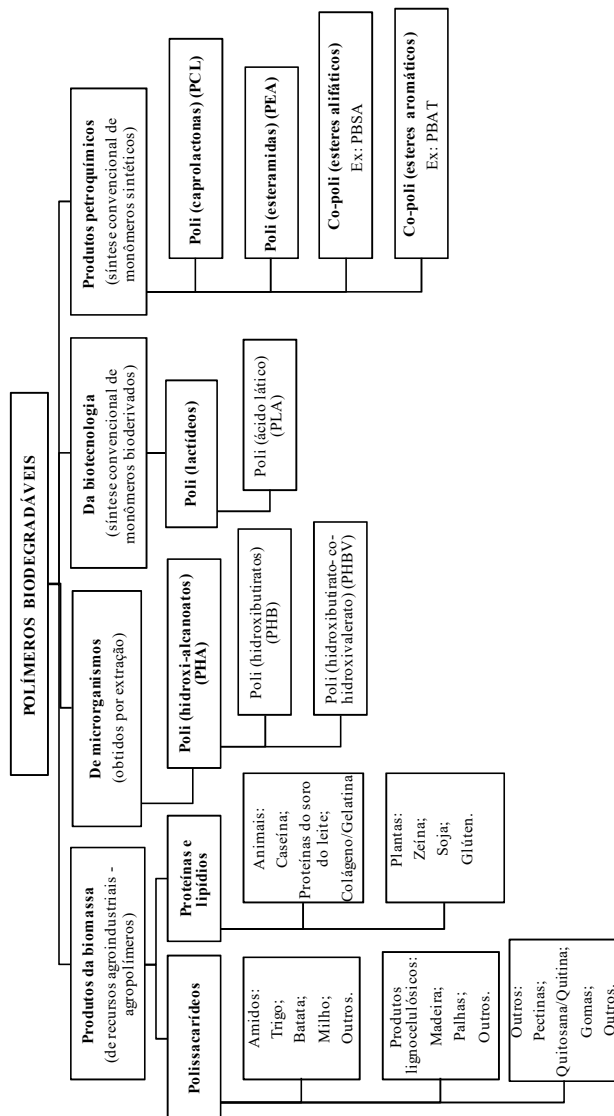 POLÍMEROS BIODEGRADÁVEIS
Produtos da biomassa
(de recursos agroindustriais -
agropolímeros)
Polissacarídeos
Amidos:
Trigo;
Batata;
Milho;
Outros.
Produtos
lignocelulósicos:
Madeira;
Palhas;
Outros.
Outros:
Pectinas;
Quitosana/Quitina;
Gomas;
Outros
Proteínas e
lipídios
Animais:
Caseína;
Proteínas do soro
do leite;
Colágeno/Gelatina
Plantas:
Zeína;
Soja;
Glúten.
De microrganismos
(obtidos por extração)
Poli (hidroxi-alcanoatos)
(PHA)
Poli (hidroxibutiratos)
(PHB)
Poli (hidroxibutirato- co-
hidroxivalerato) (PHBV)
Da biotecnologia
(síntese convencional de
monômeros bioderivados)
Poli (lactídeos)
Poli (ácido lático)
(PLA)
Produtos petroquímicos
(síntese convencional de
monômeros sintéticos)
Poli (caprolactonas) (PCL)
Poli (esteramidas) (PEA)
Co-poli (esteres alifáticos)
Ex: PBSA
Co-poli (esteres aromáticos)
Ex: PBAT